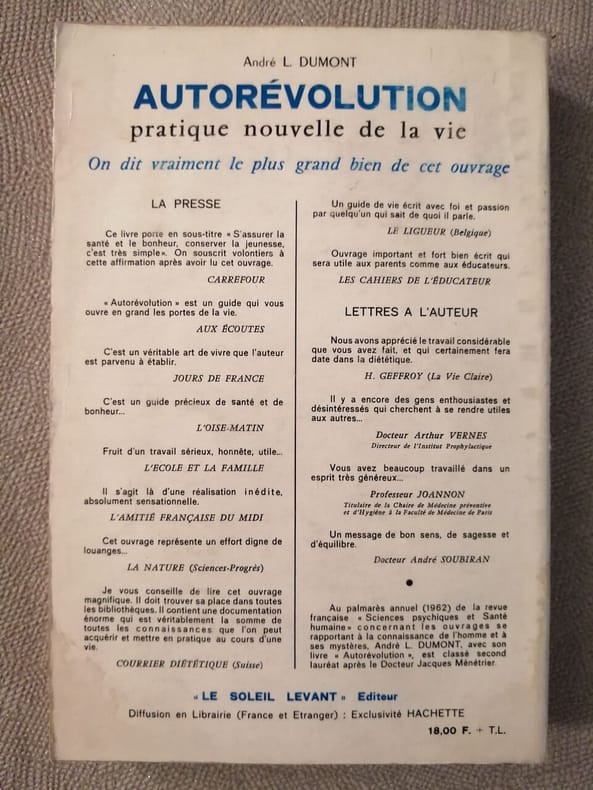 André L. DUMONT
AUTORÉVOLUTION
pratique nouvelle de la vie
On dit vraiment le plus grand bien de cet ouvrage
LA PRESSE
Ce livre porte en sous-titre « S'assurer la
santé et le bonheur, conserver la jeunesse,
c'est très simple ». On souscrit volontiers à
cette affirmation après avoir lu cet ouvrage.
CARREFOUR
« Autorévolution » est un guide qui vous
ouvre en grand les portes de la vie.
AUX ÉCOUTES
C'est un véritable art de vivre que l'auteur
est parvenu à établir.
JOURS DE FRANCE
C'est un guide précieux de santé et de
bonheur...
L'OISE-MATIN
Fruit d'un travail sérieux, honnête, utile...
L'ECOLE ET LA FAMILLE
Il s'agit là d'une réalisation inédite,
absolument sensationnelle.
L'AMITIÉ FRANÇAISE DU MIDI
Cet ouvrage représente un effort digne de
louanges...
LA NATURE (Sciences-Progrès)
Je vous conseille de lire cet ouvrage
magnifique. Il doit trouver sa place dans toutes
les bibliothèques. Il contient une documentation
énorme qui est véritablement la somme de
toutes les connaissances que l'on peut
acquérir et mettre en pratique au cours d'une
vie.
COURRIER DIÉTÉTIQUE (Suisse)
Un guide de vie écrit avec foi et passion
par quelqu'un qui sait de quoi il parle.
LE LIGUEUR (Belgique)
Ouvrage important et fort bien écrit qui
sera utile aux parents comme aux éducateurs.
LES CAHIERS DE L'ÉDUCATEUR
LETTRES A L'AUTEUR
Nous avons apprécié le travail considérable
que vous avez fait, et qui certainement fera
date dans la diététique.
H. GEFFROY (La Vie Claire)
Il y a encore des gens enthousiastes et
désintéressés qui cherchent à se rendre utiles
aux autres...
Docteur Arthur VERNES
Directeur de l'Institut Prophylactique
Vous avez beaucoup travaillé dans un
esprit très généreux...
Professeur JOANNON
Titulaire de la Chaire de Médecine préventive
et d'Hygiène à la Faculté de Médecine de Paris
Un message de bon sens, de sagesse et
d'équilibre.
Docteur André SOUBIRAN
Au palmarès annuel (1962) de la revue
française « Sciences psychiques et Santé
humaine » concernant les ouvrages se
rapportant à la connaissance de l'homme et à
ses mystères, André L. DUMONT, avec son
livre « Autorévolution », est classé second
lauréat après le Docteur Jacques Ménétrier.
« LE SOLEIL LEVANT » Editeur
Diffusion en Librairie (France et Etranger) : Exclusivité HACHETTE
18,00 F. + T.L.